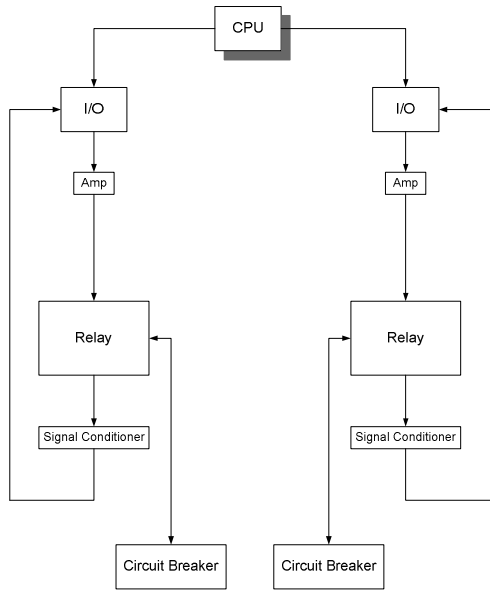 CPU
I/O
I/O
Amp
Amp
Relay
Relay
Signal Conditioner
Signal Conditioner
Circuit Breaker
Circuit Breaker